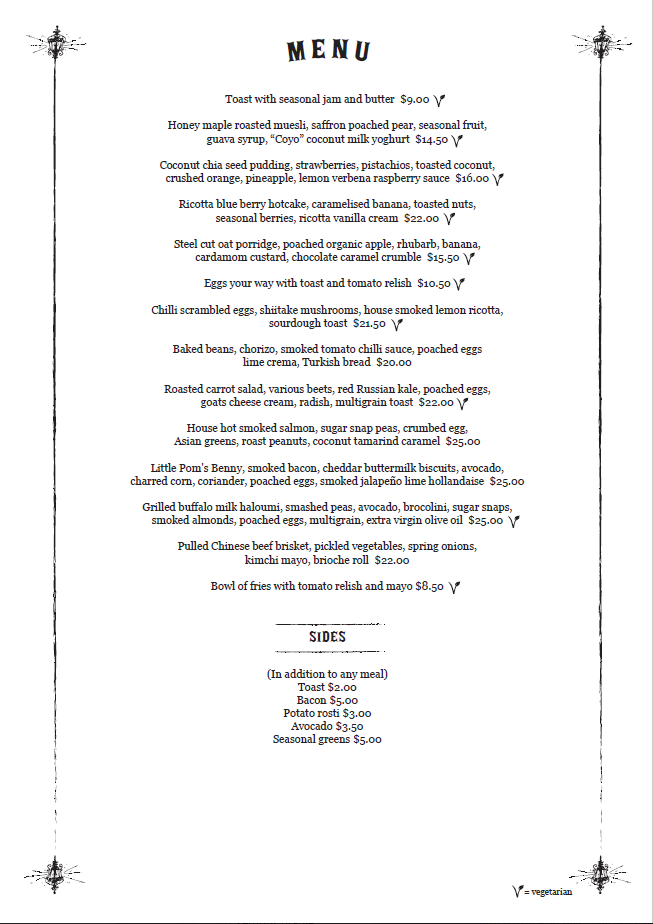 MENU
Toast with seasonal jam and butter $9.00
Honey maple roasted muesli, saffron poached pear, seasonal fruit,
guava syrup, “Coyo” coconut milk yoghurt $14.50
Coconut chia seed pudding, strawberries, pistachios, toasted coconut,
crushed orange, pineapple, lemon verbena raspberry sauce $16.00
Ricotta blue berry hotcake, caramelised banana, toasted nuts,
seasonal berries, ricotta vanilla cream $22.00
Steel cut oat porridge, poached organic apple, rhubarb, banana,
cardamom custard, chocolate caramel crumble $15.50
Eggs your way with toast and tomato relish $10.50
Chilli scrambled eggs, shiitake mushrooms, house smoked lemon ricotta,
sourdough toast $21.50
Baked beans, chorizo, smoked tomato chilli sauce, poached eggs
lime crema, Turkish bread $20.00
Roasted carrot salad, various beets, red Russian kale, poached eggs,
goats cheese cream, radish, multigrain toast $22.00
House hot smoked salmon, sugar snap peas, crumbed egg,
Asian greens, roast peanuts, coconut tamarind caramel $25.00
Little Pom's Benny, smoked bacon, cheddar buttermilk biscuits, avocado,
charred corn, coriander, poached eggs, smoked jalapeño lime hollandaise $25.00
Grilled buffalo milk haloumi, smashed peas, avocado, brocolini, sugar snaps,
smoked almonds, poached eggs, multigrain, extra virgin olive oil $25.00
Pulled Chinese beef brisket, pickled vegetables, spring onions,
kimchi mayo, brioche roll $22.00
Bowl of fries with tomato relish and mayo $8.50
SIDES
(In addition to any meal)
Toast $2.00
Bacon $5.00
Potato rosti $3.00
Avocado $3.50
Seasonal greens $5.00
= vegetarian